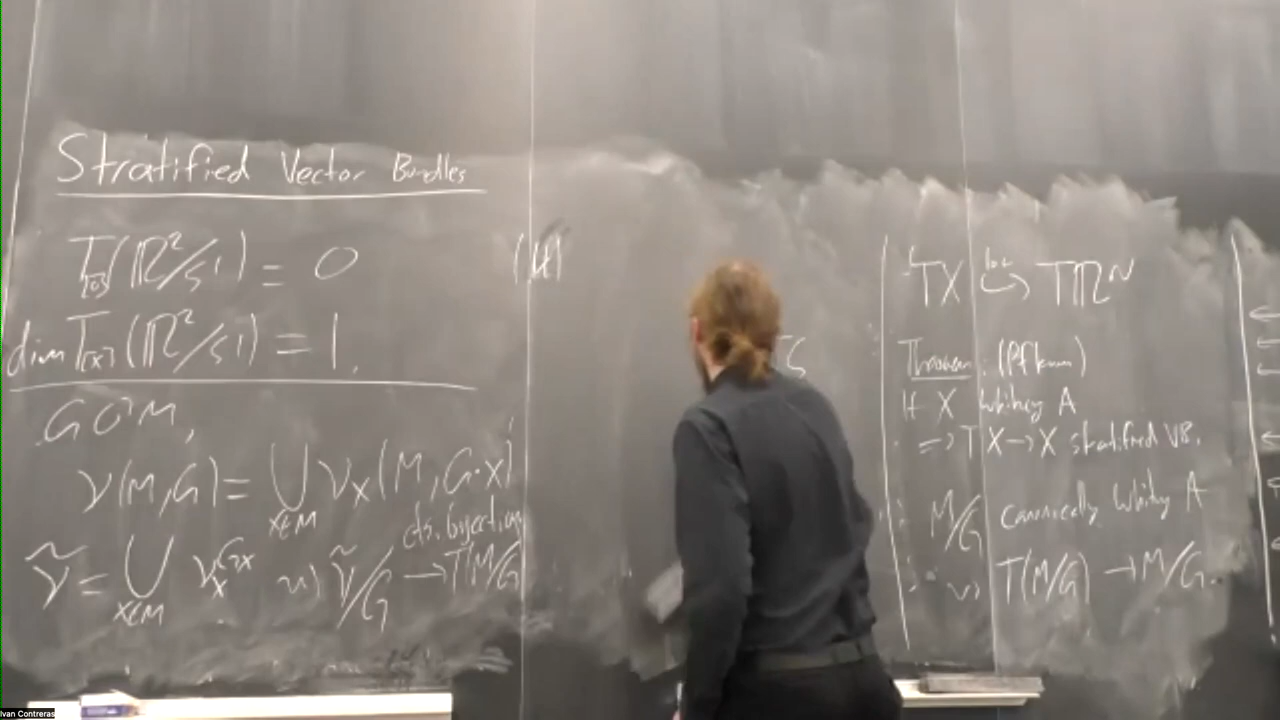 Stratified Vector Bundles
T[0](ℝ²/S¹) = 0
dim T[x](ℝ²/S¹) = 1.
G ↻ M,
ν(M,G) = ⋃ x∈M νx(M, G·x)
cts. bijection
ν̃ = ⋃ x∈M νx^Gx ⇝ ν̃/G → T(M/G)
TX loc ↪ Tℝᴺ
Theorem: (Pflaum)
If X Whitney A
⇒ TX → X stratified VB.
M/G canonically Whitney A
⇝ T(M/G) → M/G.
Ivan Contreras